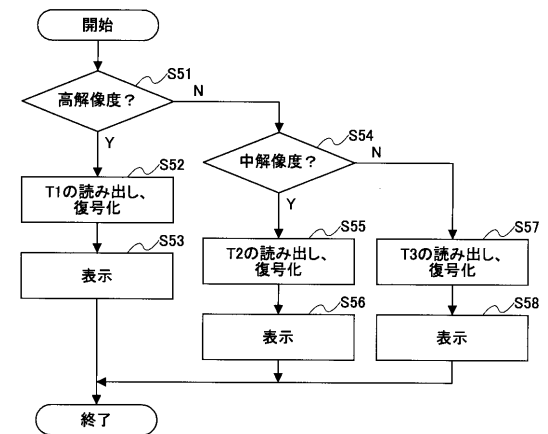 開始
S51
高解像度?
N
Y
S54
中解像度?
N
Y
S52
T1の読み出し、
復号化
S53
表示
S55
T2の読み出し、
復号化
S56
表示
S57
T3の読み出し、
復号化
S58
表示
終了